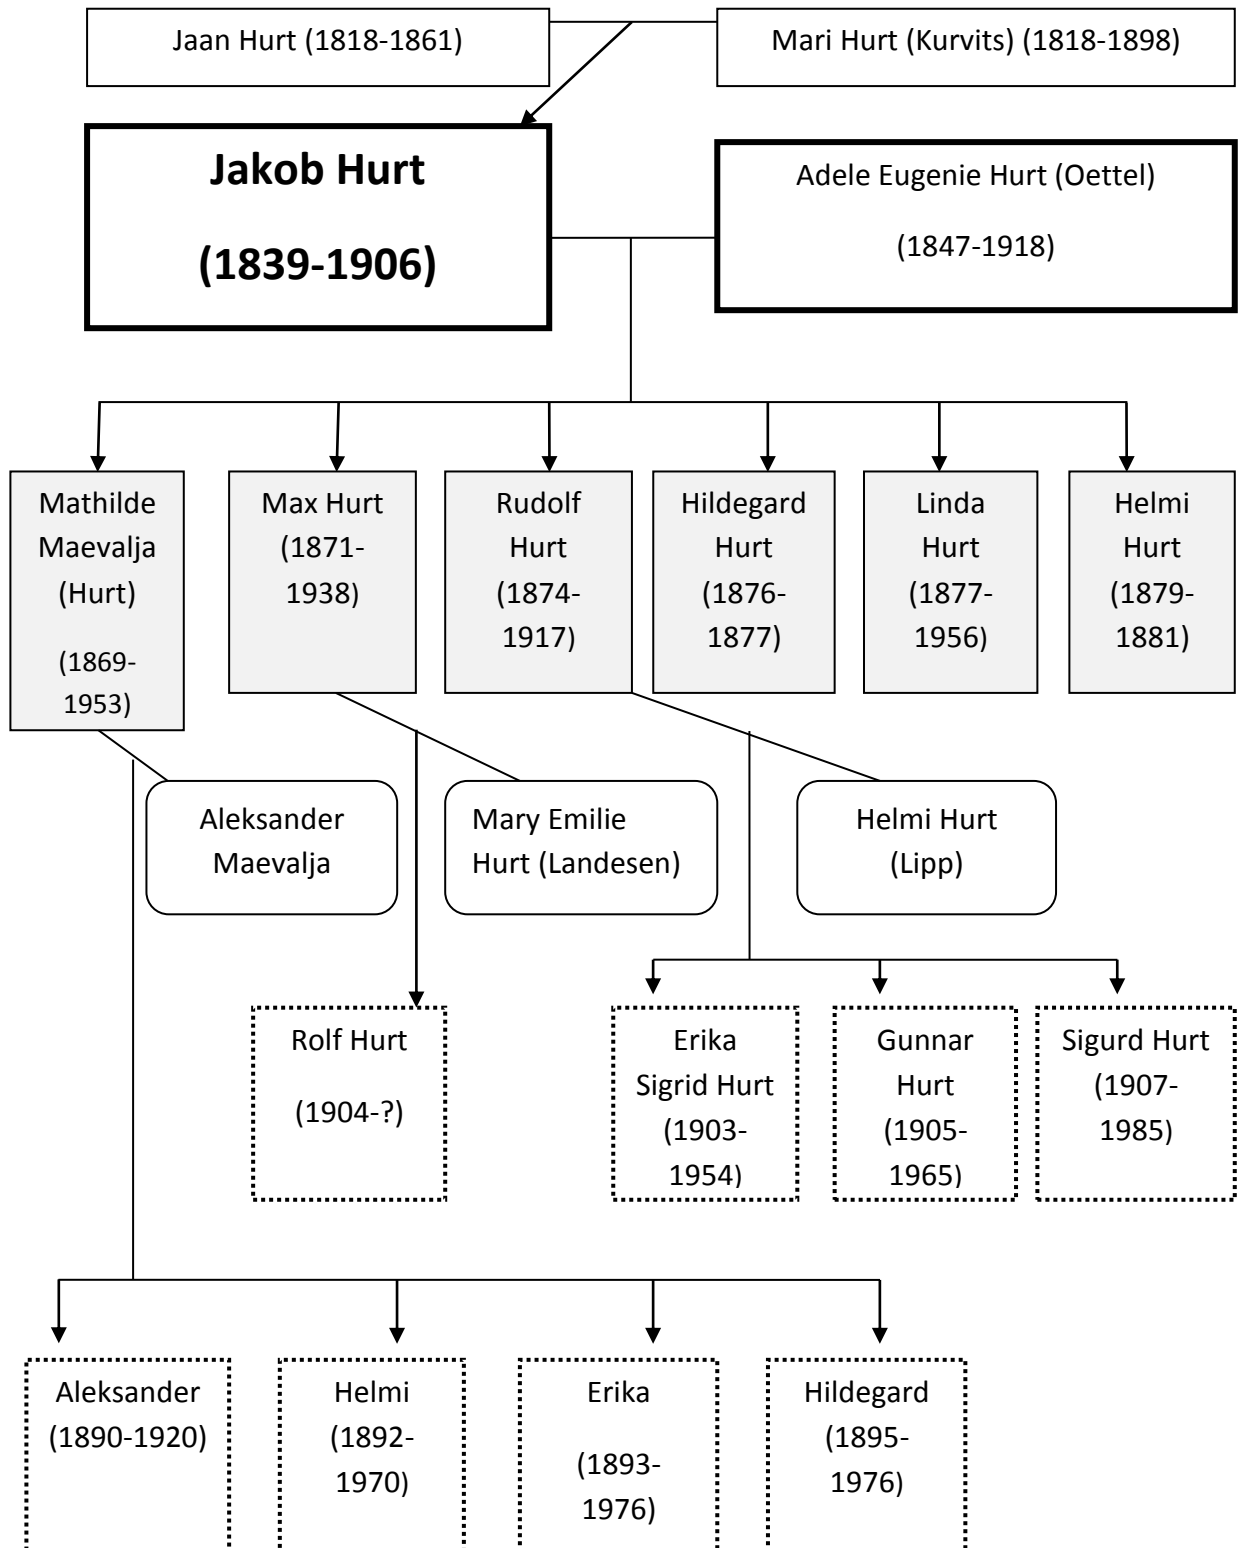 Jaan Hurt (1818-1861)
Mari Hurt (Kurvits) (1818-1898)
Jakob Hurt
(1839-1906)
Adele Eugenie Hurt (Oettel)
(1847-1918)
Mathilde
Maevalja
(Hurt)
(1869-
1953)
Max Hurt
(1871-
1938)
Rudolf
Hurt
(1874-
1917)
Hildegard
Hurt
(1876-
1877)
Linda
Hurt
(1877-
1956)
Helmi
Hurt
(1879-
1881)
Aleksander
Maevalja
Mary Emilie
Hurt (Landesen)
Helmi Hurt
(Lipp)
Rolf Hurt
(1904-?)
Erika
Sigrid Hurt
(1903-
1954)
Gunnar
Hurt
(1905-
1965)
Sigurd Hurt
(1907-
1985)
Aleksander
(1890-1920)
Helmi
(1892-
1970)
Erika
(1893-
1976)
Hildegard
(1895-
1976)